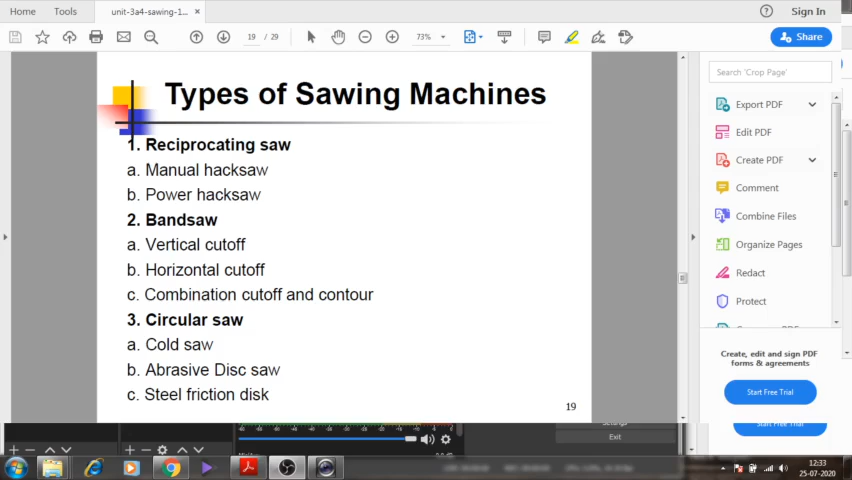 Home
Tools
unit-3a4-sawing-1... ×
Sign In
19 / 29
73%
Share
Types of Sawing Machines
1. Reciprocating saw
a. Manual hacksaw
b. Power hacksaw
2. Bandsaw
a. Vertical cutoff
b. Horizontal cutoff
c. Combination cutoff and contour
3. Circular saw
a. Cold saw
b. Abrasive Disc saw
c. Steel friction disk
19
Search 'Crop Page'
Export PDF
Edit PDF
Create PDF
Comment
Combine Files
Organize Pages
Redact
Protect
Create, edit and sign PDF
forms & agreements
Start Free Trial
Start Free Trial
Exit
12:33
25-07-2020